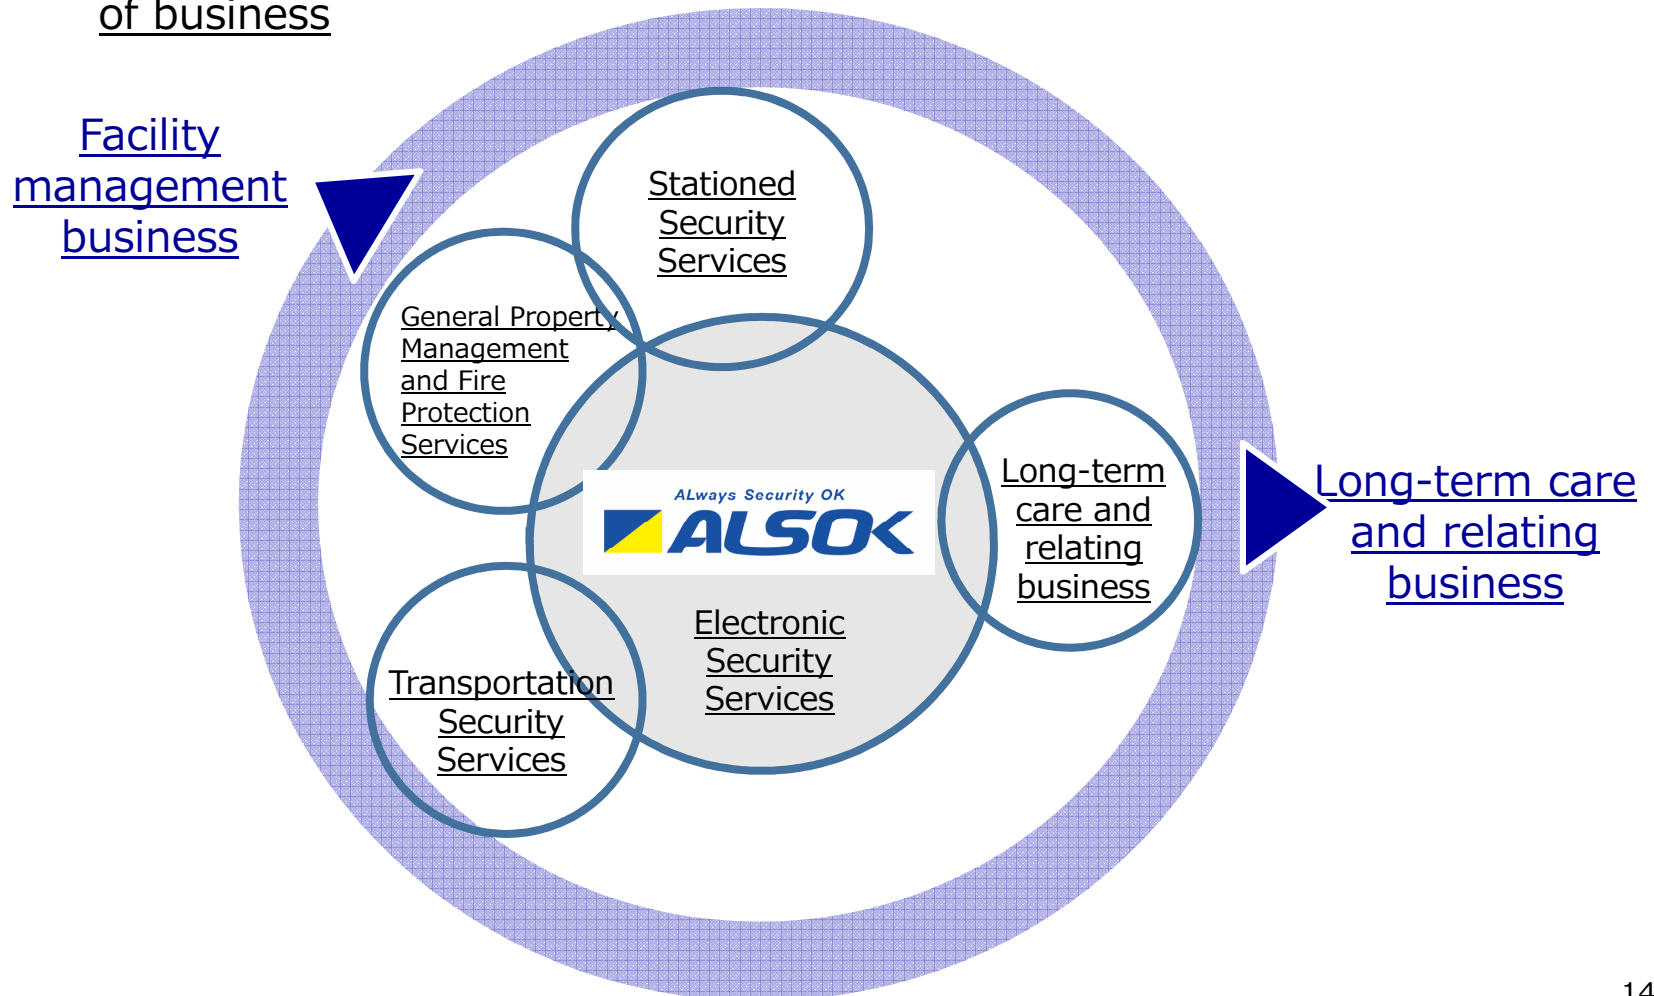 of business
Facility
management
business
Stationed
Security
Services
General Property
Management
and Fire
Protection
Services
ALways Security OK
ALSOK
Long-term
care and
relating
business
Long-term care
and relating
business
Electronic
Security
Services
Transportation
Security
Services
14